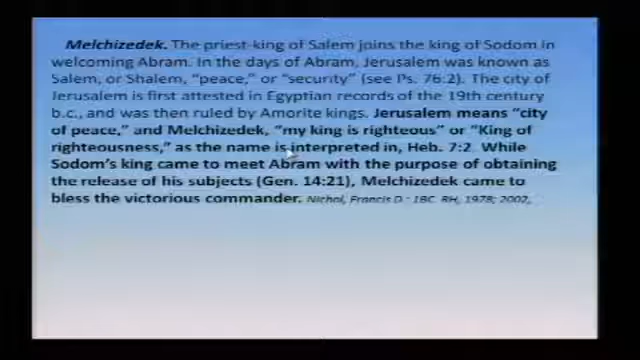 Melchizedek. The priest-king of Salem joins the king of Sodom in
welcoming Abram. In the days of Abram, Jerusalem was known as
Salem, or Shalem, “peace,” or “security” (see Ps. 76:2). The city of
Jerusalem is first attested in Egyptian records of the 19th century
b.c., and was then ruled by Amorite kings. Jerusalem means “city
of peace,” and Melchizedek, “my king is righteous” or “King of
righteousness,” as the name is interpreted in, Heb. 7:2. While
Sodom’s king came to meet Abram with the purpose of obtaining
the release of his subjects (Gen. 14:21), Melchizedek came to
bless the victorious commander. Nichol, Francis D.: 1BC. RH, 1978; 2002,